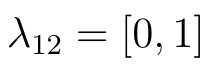 λ₁₂ = [0, 1]